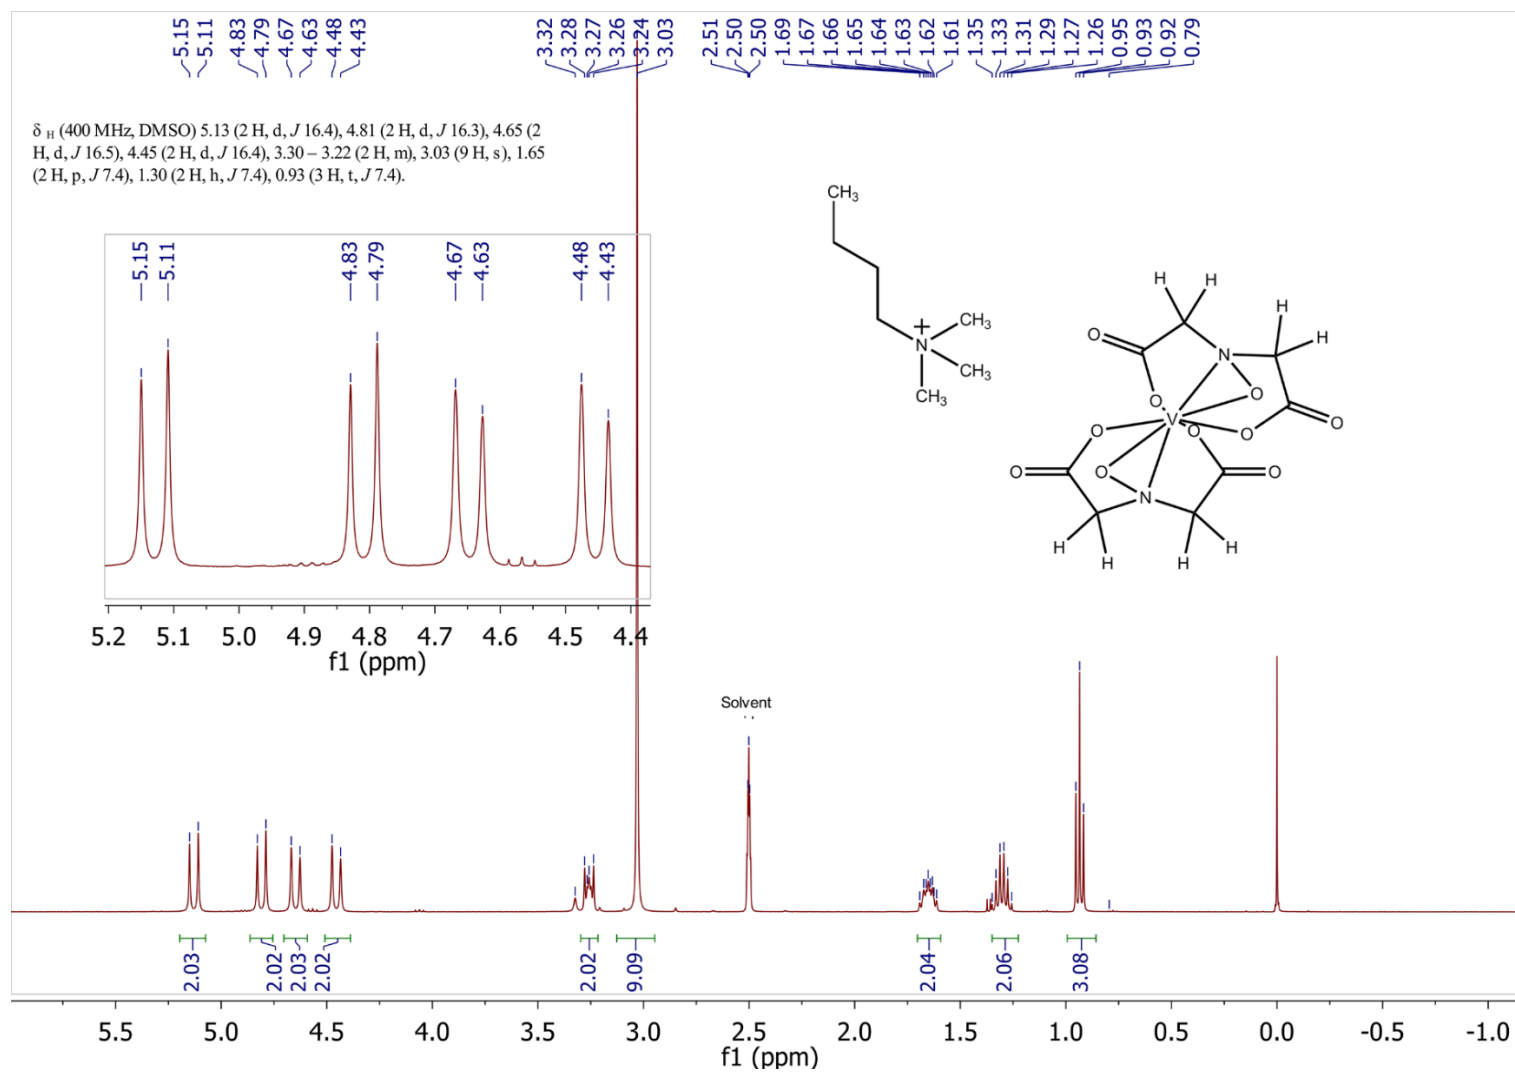 5.15 5.11 4.83 4.79 4.67 4.63 4.48 4.43 3.32 3.28 3.27 3.26 3.24 3.03 2.51 2.50 2.50 1.69 1.67 1.66 1.65 1.64 1.63 1.62 1.61 1.35 1.33 1.31 1.29 1.27 1.26 0.95 0.93 0.92 0.79
δ H (400 MHz, DMSO) 5.13 (2 H, d, J 16.4), 4.81 (2 H, d, J 16.3), 4.65 (2
H, d, J 16.5), 4.45 (2 H, d, J 16.4), 3.30 – 3.22 (2 H, m), 3.03 (9 H, s), 1.65
(2 H, p, J 7.4), 1.30 (2 H, h, J 7.4), 0.93 (3 H, t, J 7.4).
5.15 5.11 4.83 4.79 4.67 4.63 4.48 4.43
5.2 5.1 5.0 4.9 4.8 4.7 4.6 4.5 4.4
f1 (ppm)
CH3
+
N
CH3
CH3
CH3
H H
H
H
O
N
O
O
V
O
O
O
O
O
O
O
N
O
H
H
H
H
Solvent
2.03 2.02 2.03 2.02 2.02 9.09 2.04 2.06 3.08
5.5 5.0 4.5 4.0 3.5 3.0 2.5 2.0 1.5 1.0 0.5 0.0 -0.5 -1.0
f1 (ppm)